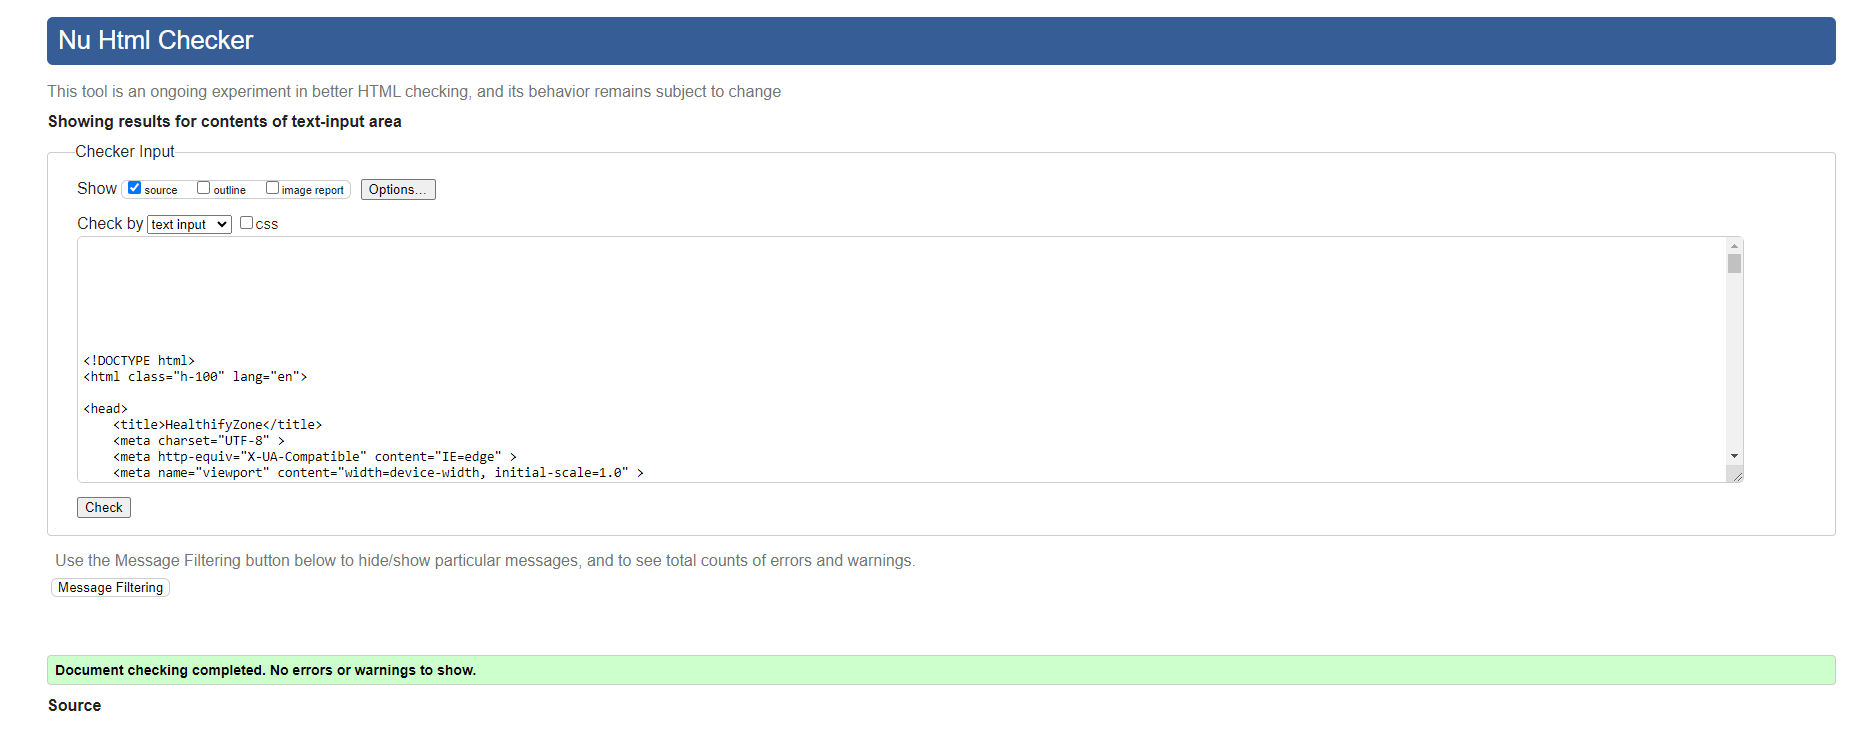 Nu Html Checker
This tool is an ongoing experiment in better HTML checking, and its behavior remains subject to change
Showing results for contents of text-input area
Checker Input
Show source outline image report Options...
Check by text input css
<!DOCTYPE html>
<html class="h-100" lang="en">
<head>
<title>HealthifyZone</title>
<meta charset="UTF-8" >
<meta http-equiv="X-UA-Compatible" content="IE=edge" >
<meta name="viewport" content="width=device-width, initial-scale=1.0" >
Check
Use the Message Filtering button below to hide/show particular messages, and to see total counts of errors and warnings.
Message Filtering
Document checking completed. No errors or warnings to show.
Source